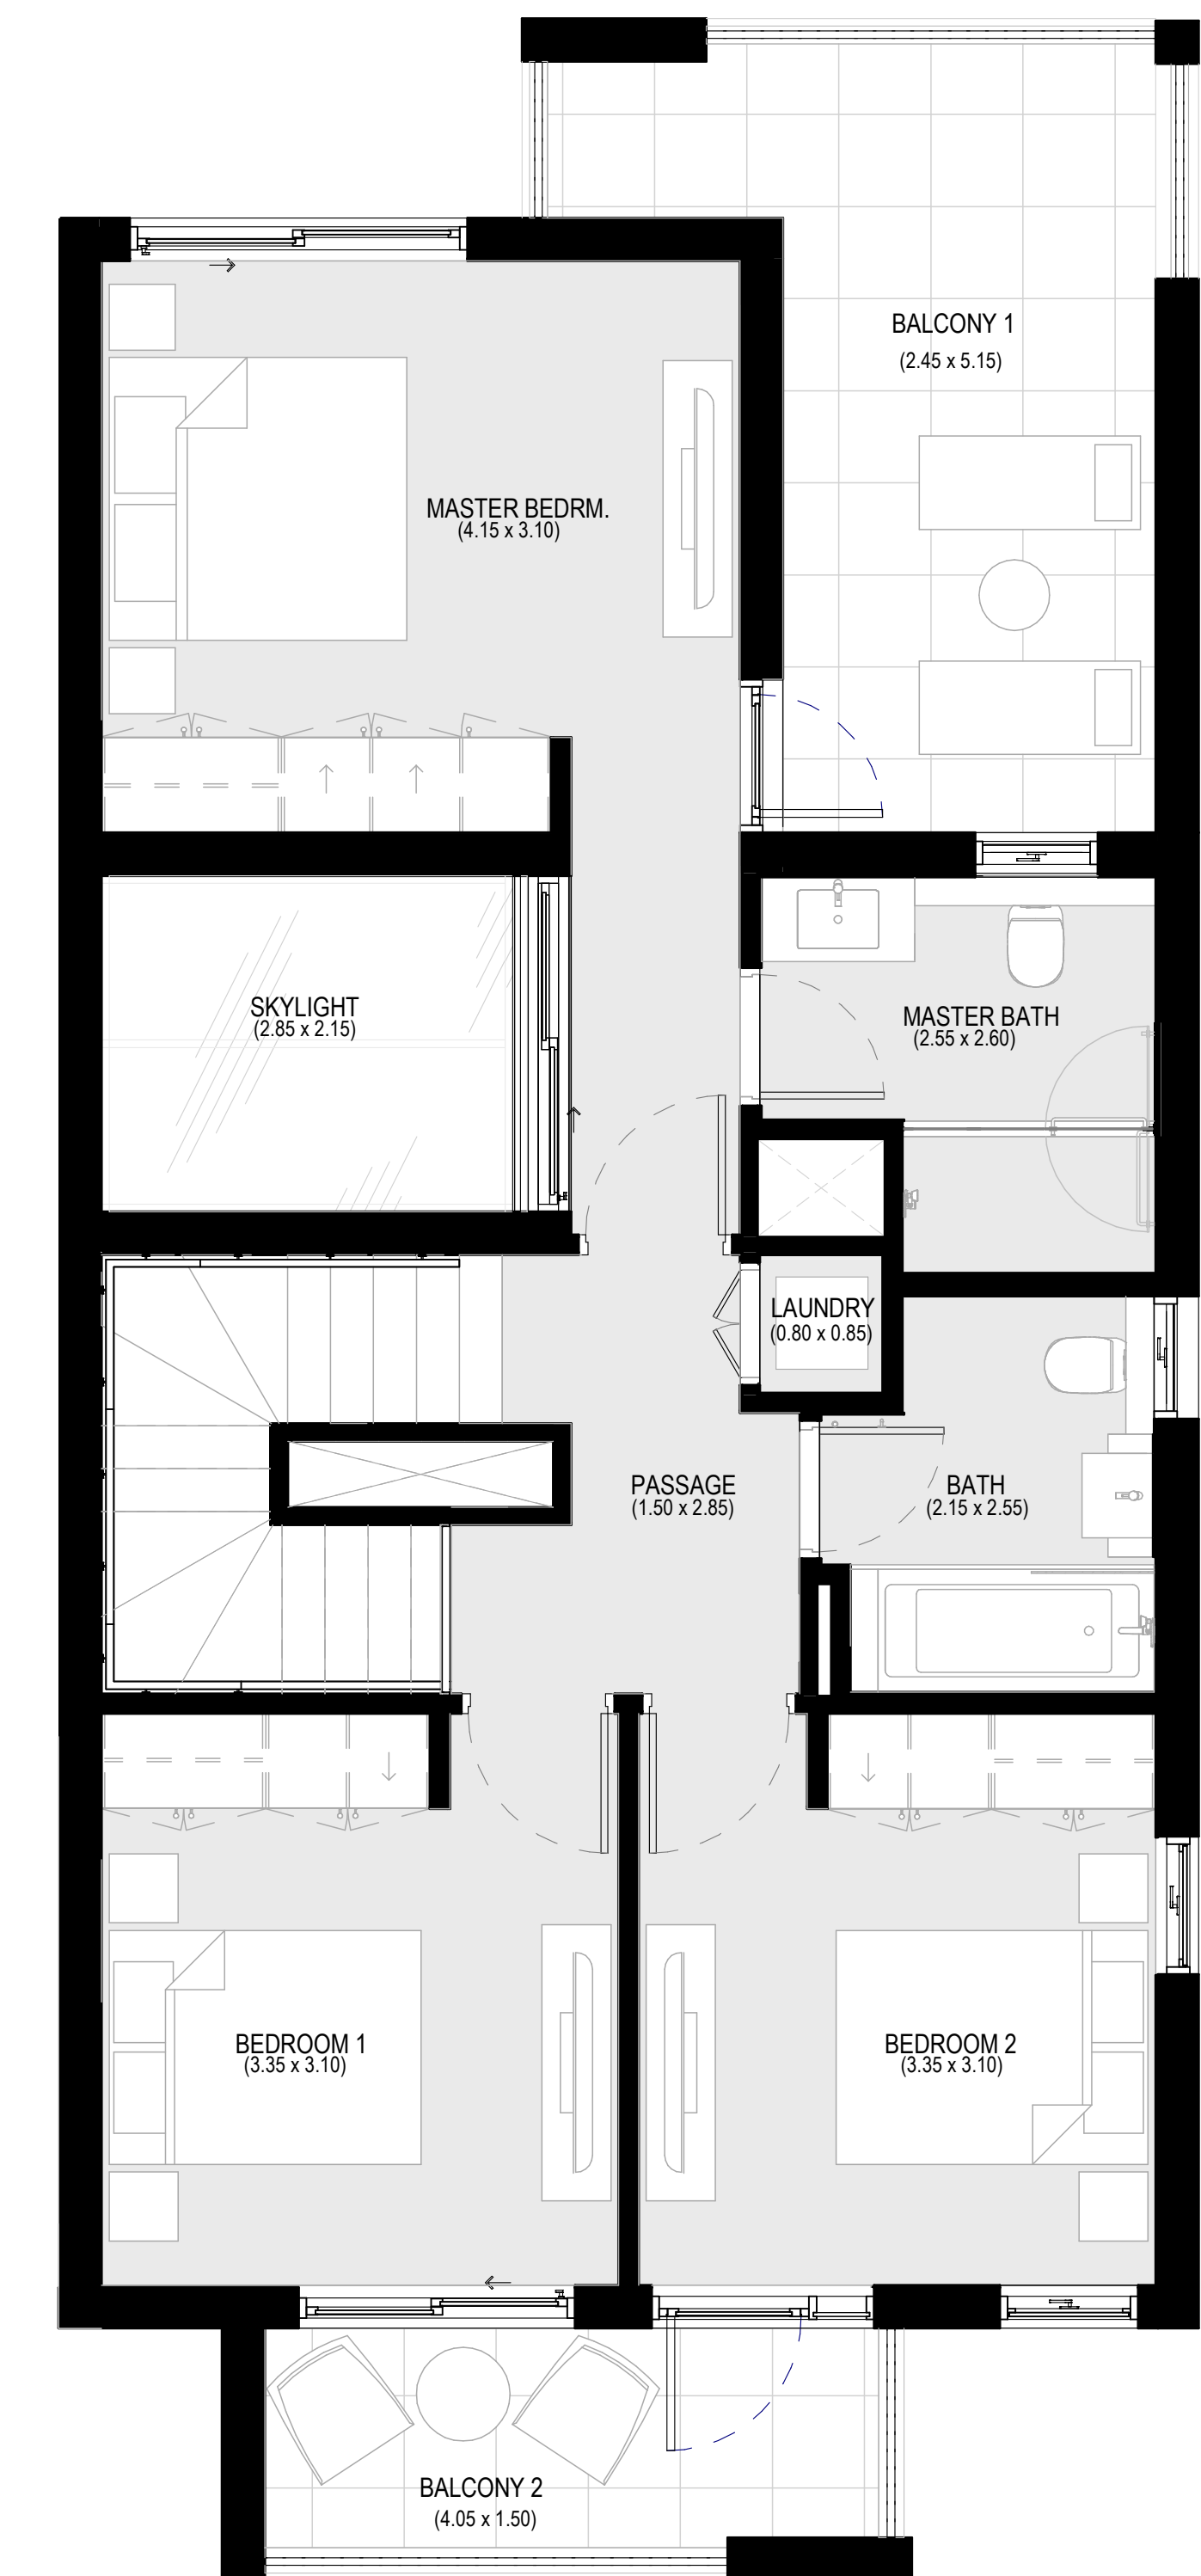 BALCONY 1
(2.45 x 5.15)
MASTER BEDRM.
(4.15 x 3.10)
SKYLIGHT
(2.85 x 2.15)
MASTER BATH
(2.55 x 2.60)
LAUNDRY
(0.80 x 0.85)
PASSAGE
(1.50 x 2.85)
BATH
(2.15 x 2.55)
BEDROOM 1
(3.35 x 3.10)
BEDROOM 2
(3.35 x 3.10)
BALCONY 2
(4.05 x 1.50)